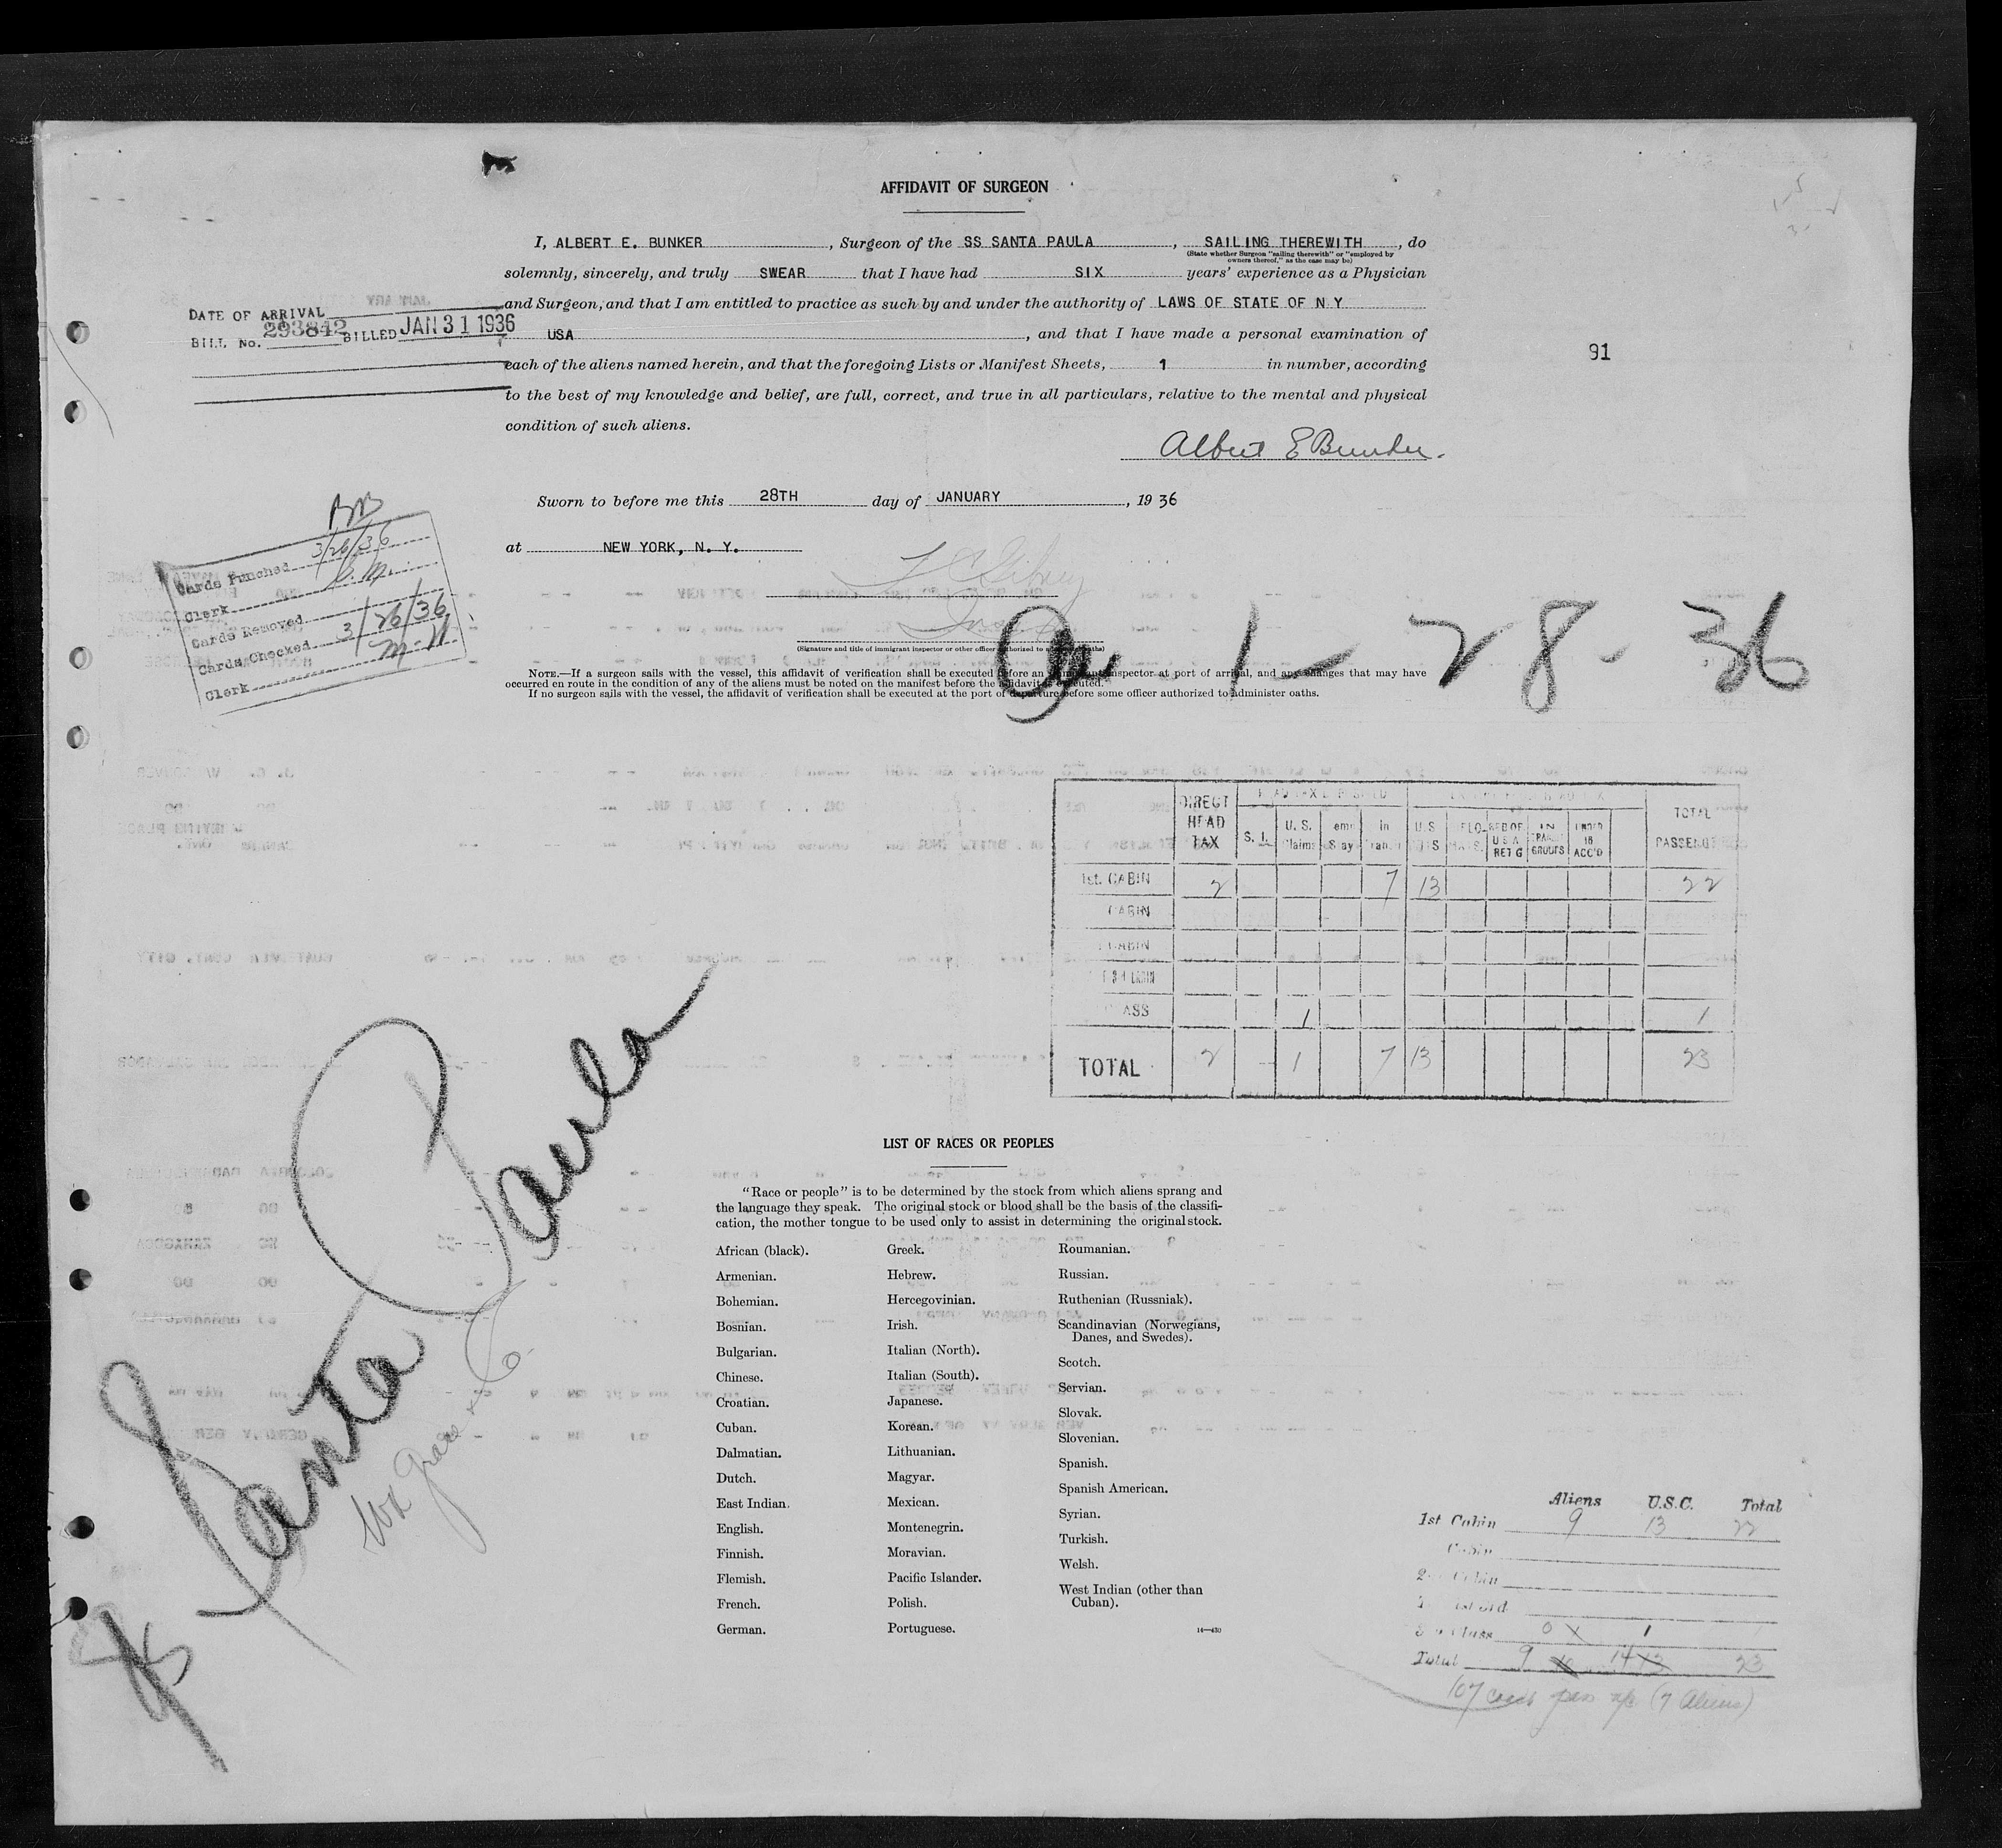 AFFIDAVIT OF SURGEON
I, ALBERT E. BUNKER, Surgeon of the SS SANTA PAULA, SAILING THEREWITH, do
(State whether Surgeon "sailing therewith" or "employed by
owners thereof," as the case may be)
solemnly, sincerely, and truly SWEAR that I have had SIX years' experience as a Physician
and Surgeon, and that I am entitled to practice as such by and under the authority of LAWS OF STATE OF N Y
USA, and that I have made a personal examination of
each of the aliens named herein, and that the foregoing Lists or Manifest Sheets, 1 in number, according
to the best of my knowledge and belief, are full, correct, and true in all particulars, relative to the mental and physical
condition of such aliens.
DATE OF ARRIVAL
BILL No. 293842 BILLED JAN 31 1936
91
Albert E Bunker.
Sworn to before me this 28TH day of JANUARY, 1936
at NEW YORK, N. Y.
3/26/36
Cards Punched
Clerk
Cards Removed
Cards Checked 3/26/36
Clerk
1-28-36
(Signature and title of immigrant inspector or other officer authorized to administer oaths)
NOTE.—If a surgeon sails with the vessel, this affidavit of verification shall be executed before an immigrant inspector at port of arrival, and any changes that may have
occurred en route in the condition of any of the aliens must be noted on the manifest before the affidavit is executed.
If no surgeon sails with the vessel, the affidavit of verification shall be executed at the port of departure before some officer authorized to administer oaths.
DIRECT HEAD TAX S. I. U. S. Claims IN GROUPS UNDER 16 ACC'D TOTAL PASSENG
1st. CABIN 2 7 13 22
CABIN
CABIN
1 1
TOTAL 2 1 7 13 23
SS Santa Paula
WR Grace & Co.
LIST OF RACES OR PEOPLES
"Race or people" is to be determined by the stock from which aliens sprang and
the language they speak. The original stock or blood shall be the basis of the classifi-
cation, the mother tongue to be used only to assist in determining the original stock.
African (black).
Armenian.
Bohemian.
Bosnian.
Bulgarian.
Chinese.
Croatian.
Cuban.
Dalmatian.
Dutch.
East Indian.
English.
Finnish.
Flemish.
French.
German.
Greek.
Hebrew.
Hercegovinian.
Irish.
Italian (North).
Italian (South).
Japanese.
Korean.
Lithuanian.
Magyar.
Mexican.
Montenegrin.
Moravian.
Pacific Islander.
Polish.
Portuguese.
Roumanian.
Russian.
Ruthenian (Russniak).
Scandinavian (Norwegians,
Danes, and Swedes).
Scotch.
Servian.
Slovak.
Slovenian.
Spanish.
Spanish American.
Syrian.
Turkish.
Welsh.
West Indian (other than
Cuban).
14—430
Aliens U.S.C. Total
1st Cabin 9 13 22
Cabin
2nd Cabin
Class 0 1
Total 9 14 23
107 (7 Aliens)